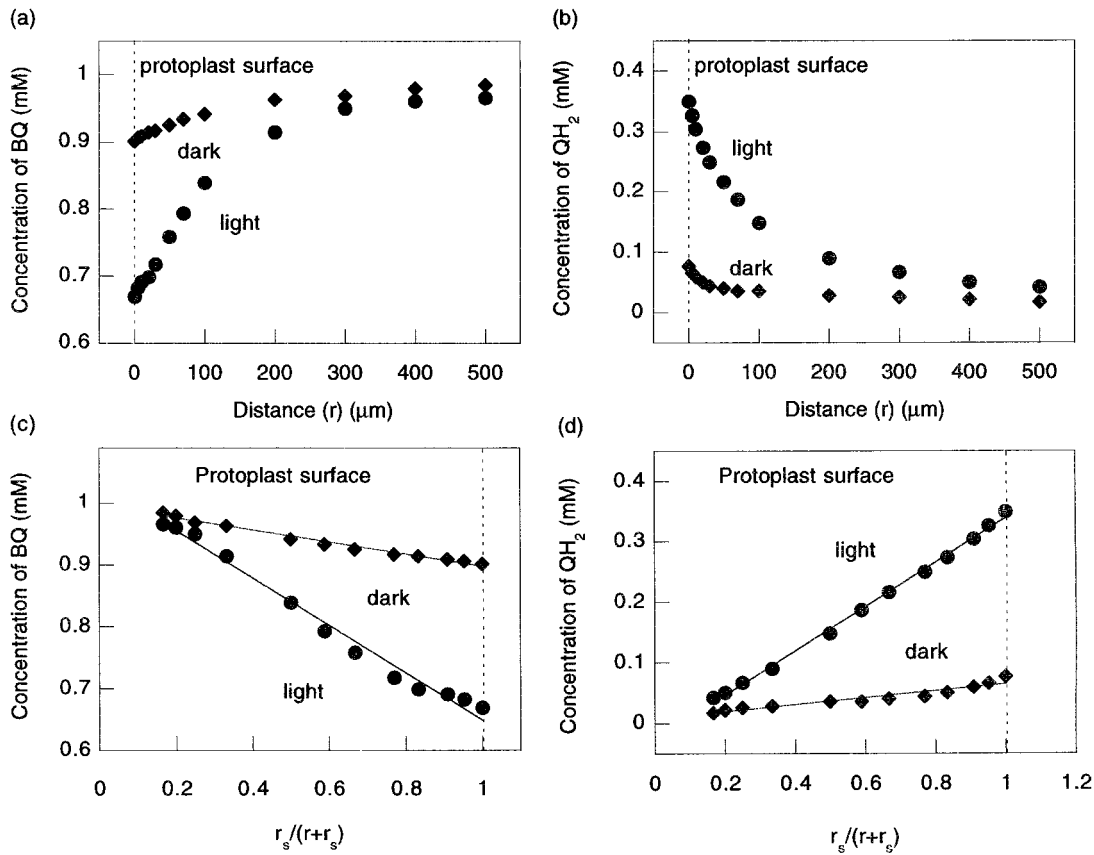 (a)
protoplast surface
dark
light
1
0.9
0.8
0.7
0.6
Concentration of BQ (mM)
0 100 200 300 400 500
Distance (r) (μm)
(b)
protoplast surface
light
dark
0.4
0.3
0.2
0.1
0
Concentration of QH₂ (mM)
0 100 200 300 400 500
Distance (r) (μm)
(c)
Protoplast surface
dark
light
1
0.9
0.8
0.7
0.6
Concentration of BQ (mM)
0 0.2 0.4 0.6 0.8 1
rₛ/(r+rₛ)
(d)
Protoplast surface
light
dark
0.4
0.3
0.2
0.1
0
Concentration of QH₂ (mM)
0 0.2 0.4 0.6 0.8 1 1.2
rₛ/(r+rₛ)